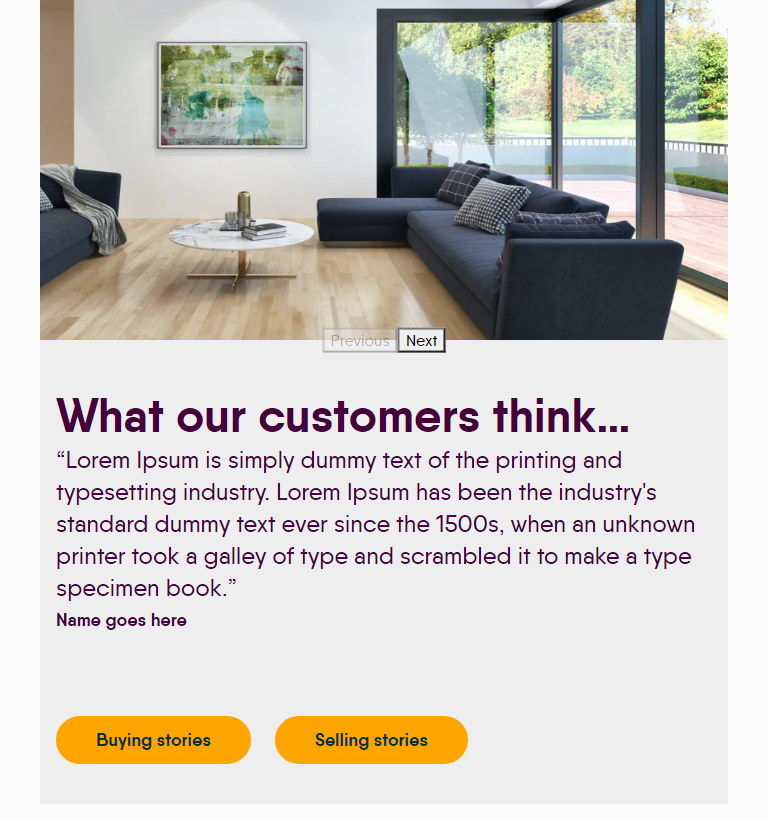 Previous Next
What our customers think...
“Lorem Ipsum is simply dummy text of the printing and
typesetting industry. Lorem Ipsum has been the industry's
standard dummy text ever since the 1500s, when an unknown
printer took a galley of type and scrambled it to make a type
specimen book.”
Name goes here
Buying stories Selling stories